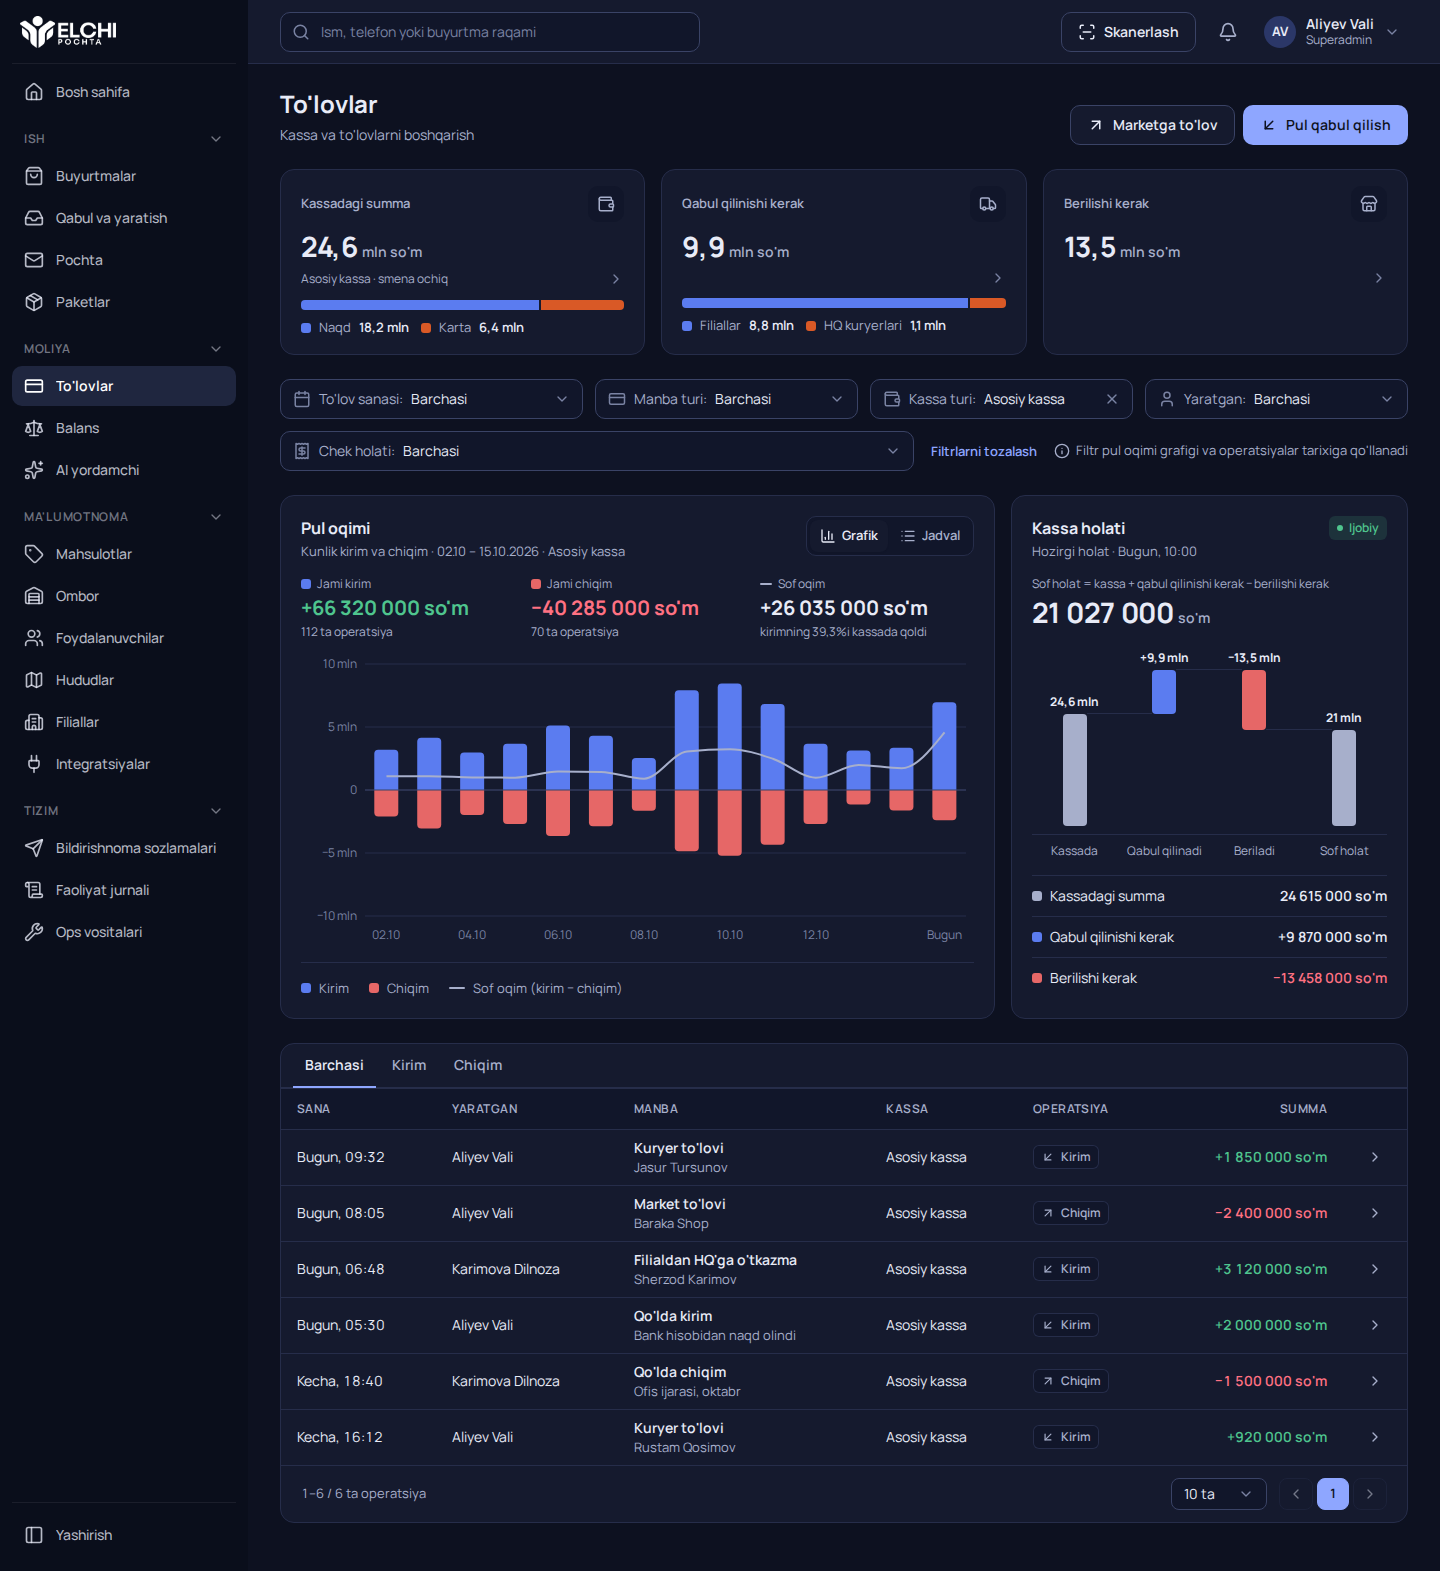 ELCHI
POCHTA
Ism, telefon yoki buyurtma raqami
Skanerlash
AV
Aliyev Vali
Superadmin
Bosh sahifa
ISH
Buyurtmalar
Qabul va yaratish
Pochta
Paketlar
MOLIYA
To'lovlar
Balans
AI yordamchi
MA'LUMOTNOMA
Mahsulotlar
Ombor
Foydalanuvchilar
Hududlar
Filiallar
Integratsiyalar
TIZIM
Bildirishnoma sozlamalari
Faoliyat jurnali
Ops vositalari
Yashirish
To'lovlar
Kassa va to'lovlarni boshqarish
Marketga to'lov
Pul qabul qilish
Kassadagi summa
24,6 mln so'm
Asosiy kassa · smena ochiq
Naqd 18,2 mln Karta 6,4 mln
Qabul qilinishi kerak
9,9 mln so'm
Filiallar 8,8 mln HQ kuryerlari 1,1 mln
Berilishi kerak
13,5 mln so'm
To'lov sanasi: Barchasi
Manba turi: Barchasi
Kassa turi: Asosiy kassa
Yaratgan: Barchasi
Chek holati: Barchasi
Filtrlarni tozalash
Filtr pul oqimi grafigi va operatsiyalar tarixiga qo'llanadi
Pul oqimi
Kunlik kirim va chiqim · 02.10 – 15.10.2026 · Asosiy kassa
Grafik
Jadval
Jami kirim
+66 320 000 so'm
112 ta operatsiya
Jami chiqim
−40 285 000 so'm
70 ta operatsiya
Sof oqim
+26 035 000 so'm
kirimning 39,3%i kassada qoldi
10 mln
5 mln
0
−5 mln
−10 mln
02.10 04.10 06.10 08.10 10.10 12.10 Bugun
Kirim Chiqim Sof oqim (kirim − chiqim)
Kassa holati
Ijobiy
Hozirgi holat · Bugun, 10:00
Sof holat = kassa + qabul qilinishi kerak − berilishi kerak
21 027 000 so'm
24,6 mln
+9,9 mln
−13,5 mln
21 mln
Kassada Qabul qilinadi Beriladi Sof holat
Kassadagi summa 24 615 000 so'm
Qabul qilinishi kerak +9 870 000 so'm
Berilishi kerak −13 458 000 so'm
Barchasi Kirim Chiqim
SANA YARATGAN MANBA KASSA OPERATSIYA SUMMA
Bugun, 09:32 Aliyev Vali Kuryer to'lovi Asosiy kassa Kirim +1 850 000 so'm
Jasur Tursunov
Bugun, 08:05 Aliyev Vali Market to'lovi Asosiy kassa Chiqim −2 400 000 so'm
Baraka Shop
Bugun, 06:48 Karimova Dilnoza Filialdan HQ'ga o'tkazma Asosiy kassa Kirim +3 120 000 so'm
Sherzod Karimov
Bugun, 05:30 Aliyev Vali Qo'lda kirim Asosiy kassa Kirim +2 000 000 so'm
Bank hisobidan naqd olindi
Kecha, 18:40 Karimova Dilnoza Qo'lda chiqim Asosiy kassa Chiqim −1 500 000 so'm
Ofis ijarasi, oktabr
Kecha, 16:12 Aliyev Vali Kuryer to'lovi Asosiy kassa Kirim +920 000 so'm
Rustam Qosimov
1–6 / 6 ta operatsiya
10 ta
1